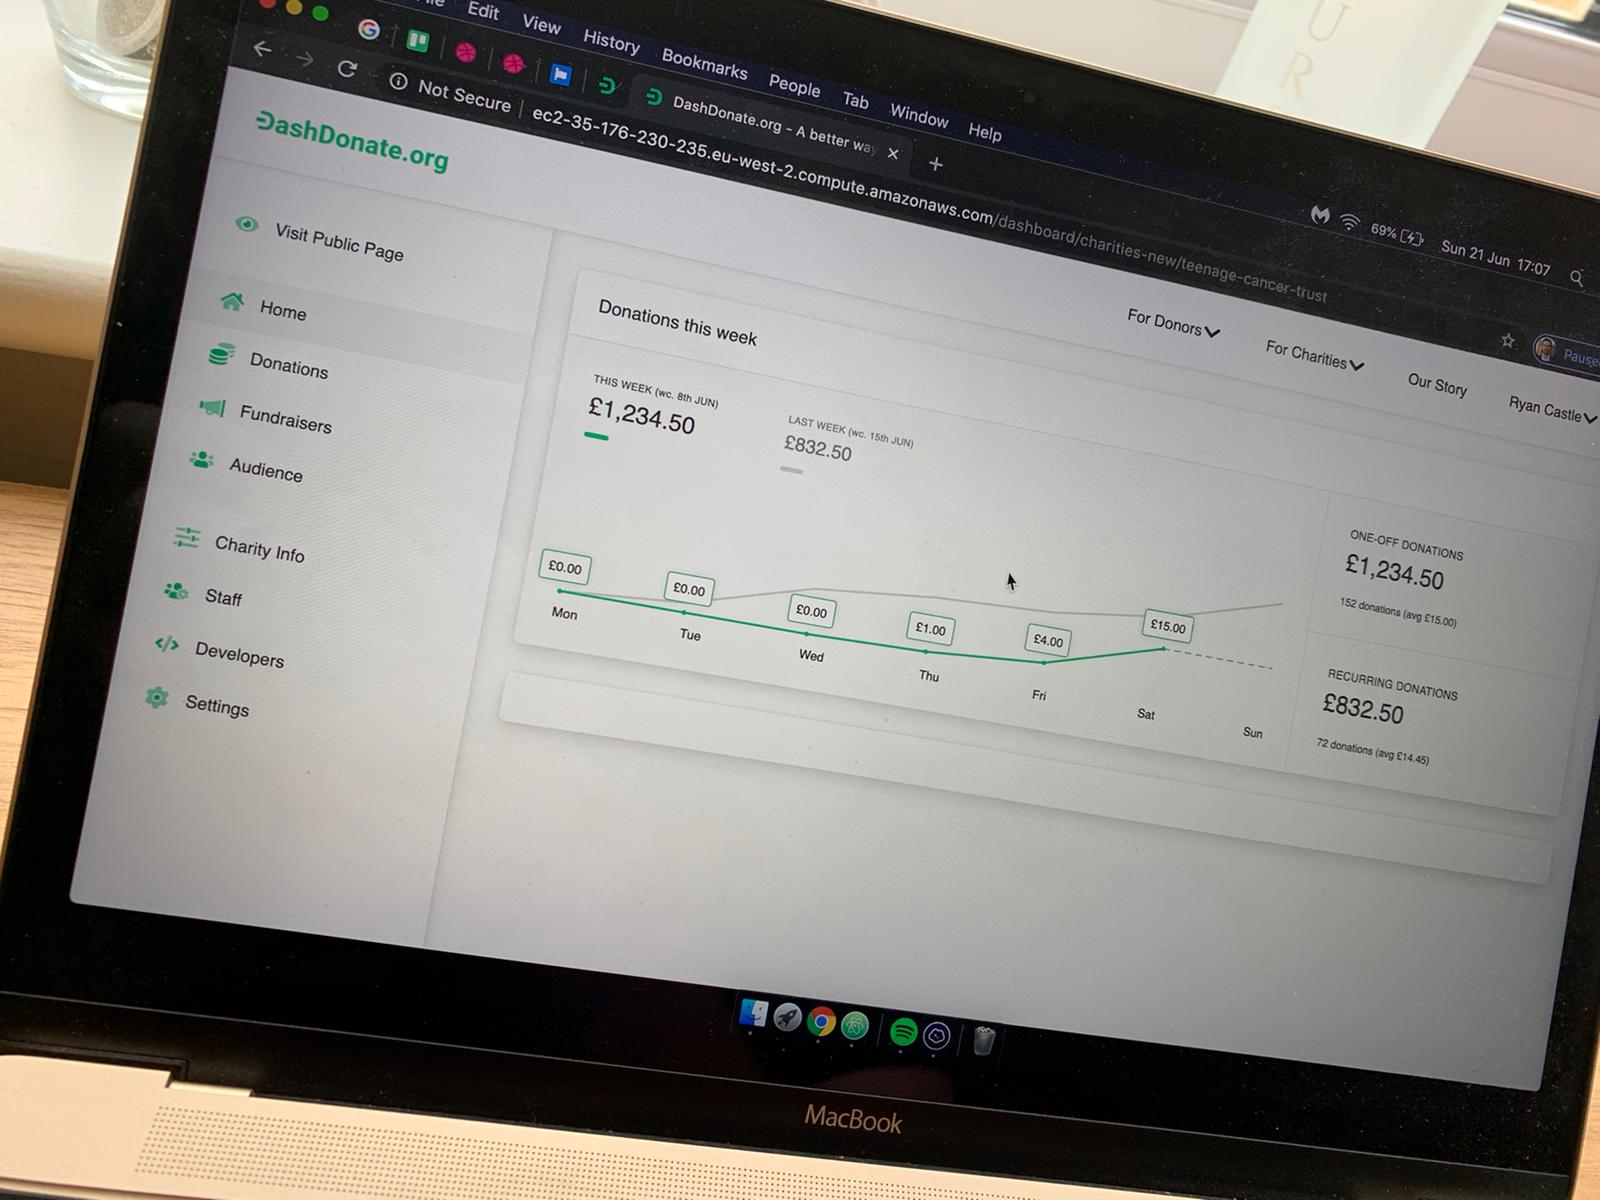 Edit View History Bookmarks People Tab Window Help
69% Sun 21 Jun 17:07
DashDonate.org - A better way
Not Secure | ec2-35-176-230-235.eu-west-2.compute.amazonaws.com/dashboard/charities-new/teenage-cancer-trust
Pause
DashDonate.org
For Donors
For Charities
Our Story
Ryan Castle
Visit Public Page
Home
Donations
Fundraisers
Audience
Charity Info
Staff
Developers
Settings
Donations this week
THIS WEEK (wc. 8th JUN)
£1,234.50
LAST WEEK (wc. 15th JUN)
£832.50
£0.00
£0.00
£0.00
£1.00
£4.00
£15.00
Mon
Tue
Wed
Thu
Fri
Sat
Sun
ONE-OFF DONATIONS
£1,234.50
152 donations (avg £15.00)
RECURRING DONATIONS
£832.50
72 donations (avg £14.45)
MacBook
U
R